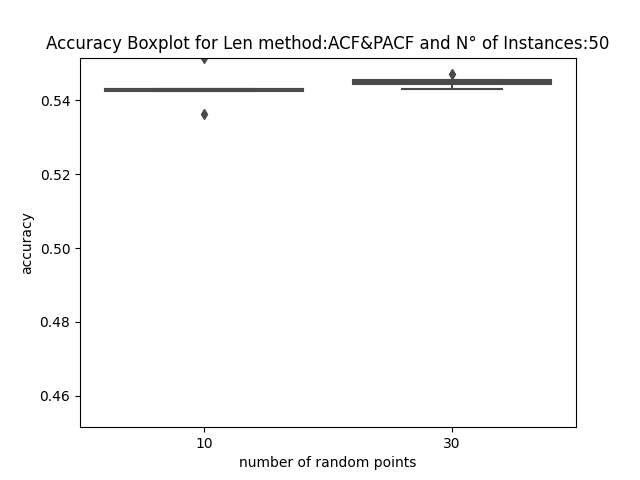 Accuracy Boxplot for Len method:ACF&PACF and N° of Instances:50
0.54
0.52
0.50
0.48
0.46
accuracy
10 30
number of random points